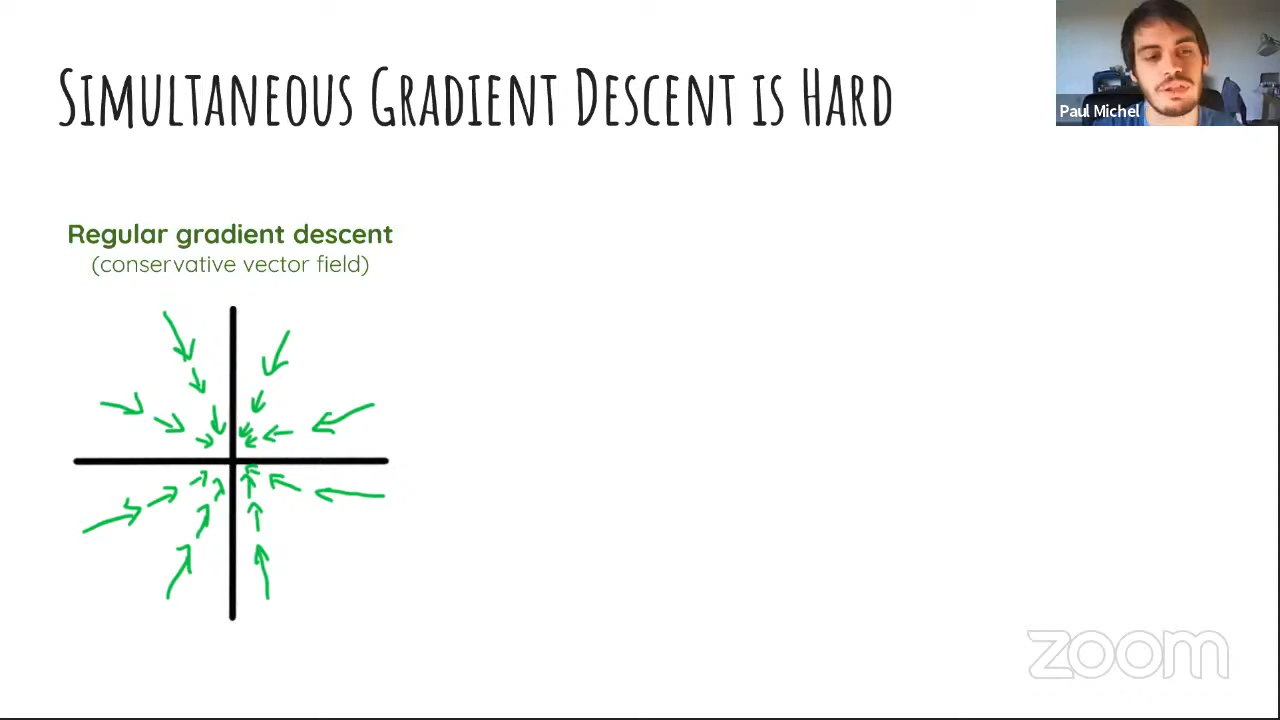 Simultaneous Gradient Descent is Hard
Paul Michel
Regular gradient descent
(conservative vector field)
zoom